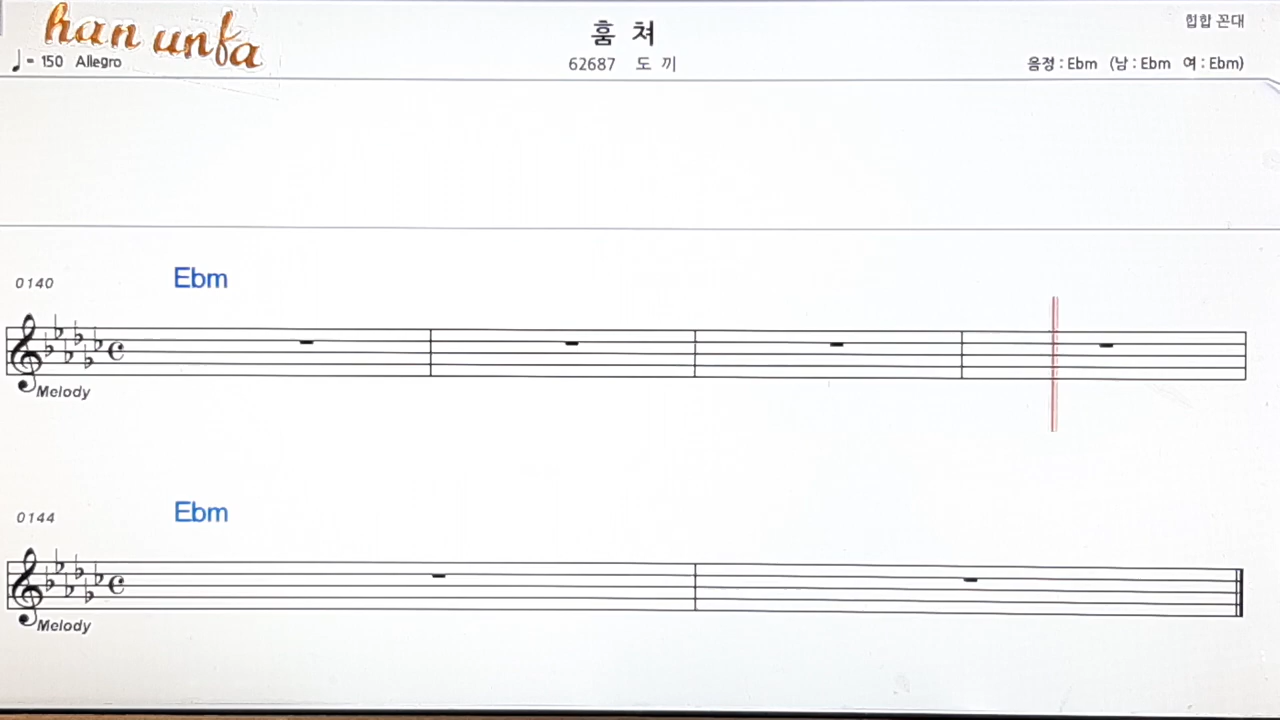 han unfa
훔 쳐
힙합 꼰대
♩= 150 Allegro
62687 도 끼
음정 : Ebm (남 : Ebm 여 : Ebm)
0140 Ebm
Melody
0144 Ebm
Melody